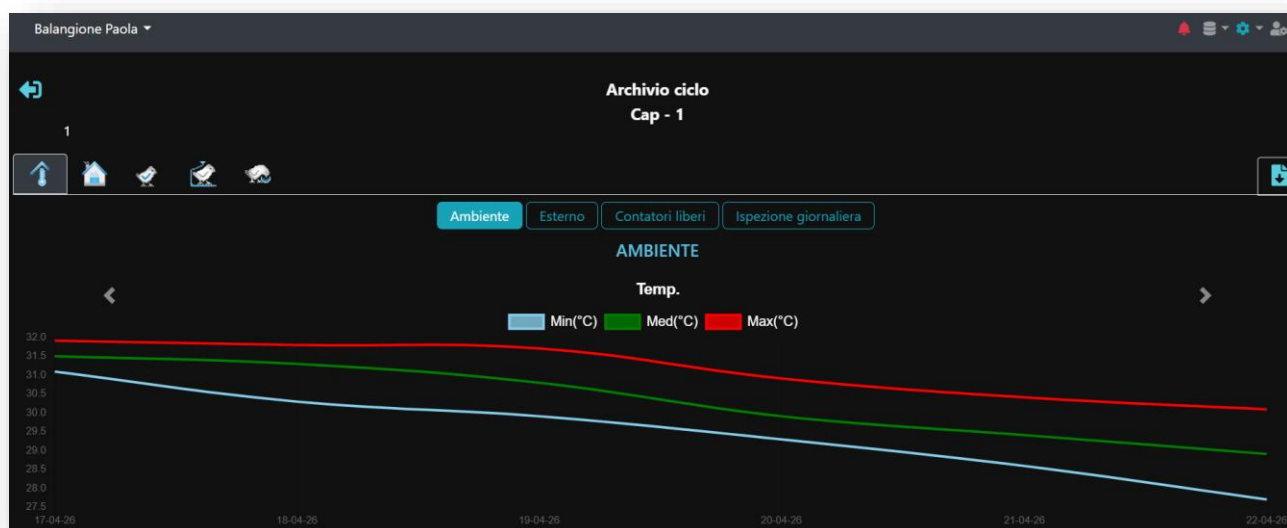 Balangione Paola
Archivio ciclo
Cap - 1
1
Ambiente Esterno Contatori liberi Ispezione giornaliera
AMBIENTE
Temp.
Min(°C) Med(°C) Max(°C)
32.0
31.5
31.0
30.5
30.0
29.5
29.0
28.5
28.0
27.5
17-04-26 18-04-26 19-04-26 20-04-26 21-04-26 22-04-26